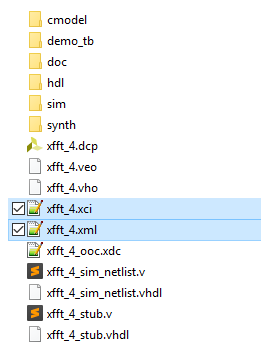 cmodel
demo_tb
doc
hdl
sim
synth
xfft_4.dcp
xfft_4.veo
xfft_4.vho
xfft_4.xci
xfft_4.xml
xfft_4_ooc.xdc
xfft_4_sim_netlist.v
xfft_4_sim_netlist.vhdl
xfft_4_stub.v
xfft_4_stub.vhdl